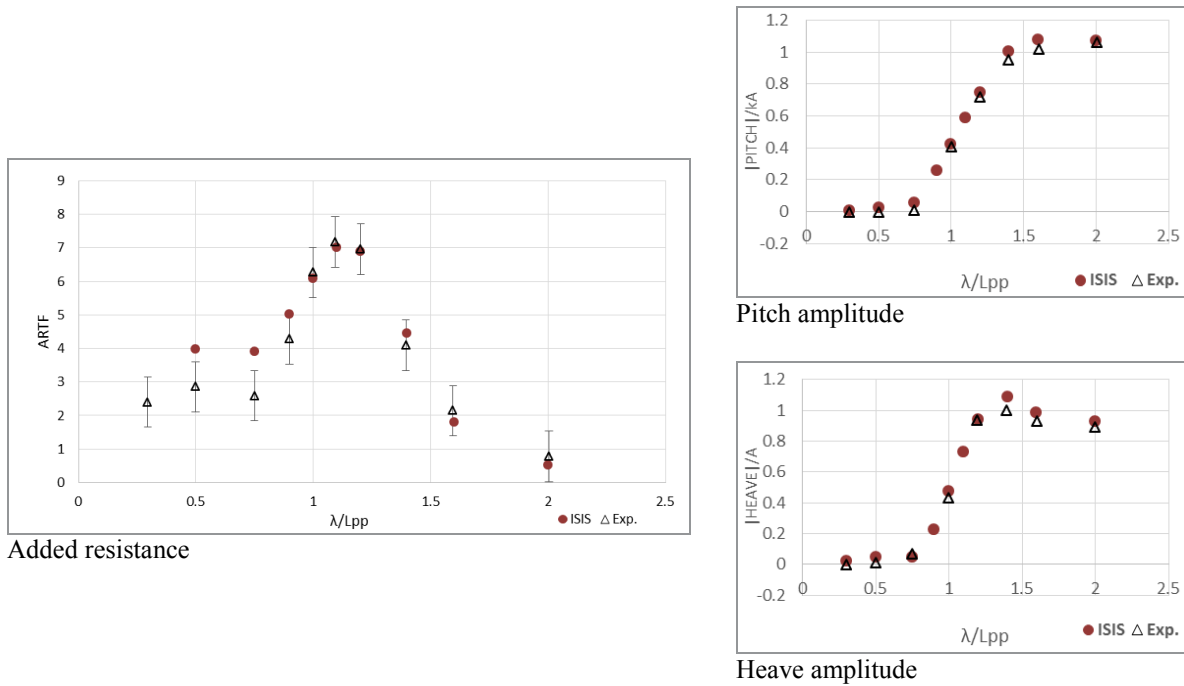 9
8
7
6
5
4
3
2
1
0
ARTF
0 0.5 1 1.5 2 2.5
λ/Lpp
ISIS Exp.
Added resistance
1.2
1
0.8
0.6
0.4
0.2
0
-0.2
|PITCH|/kA
0 0.5 1 1.5 2 2.5
λ/Lpp
ISIS Exp.
Pitch amplitude
1.2
1
0.8
0.6
0.4
0.2
0
-0.2
|HEAVE|/A
0 0.5 1 1.5 2 2.5
λ/Lpp
ISIS Exp.
Heave amplitude